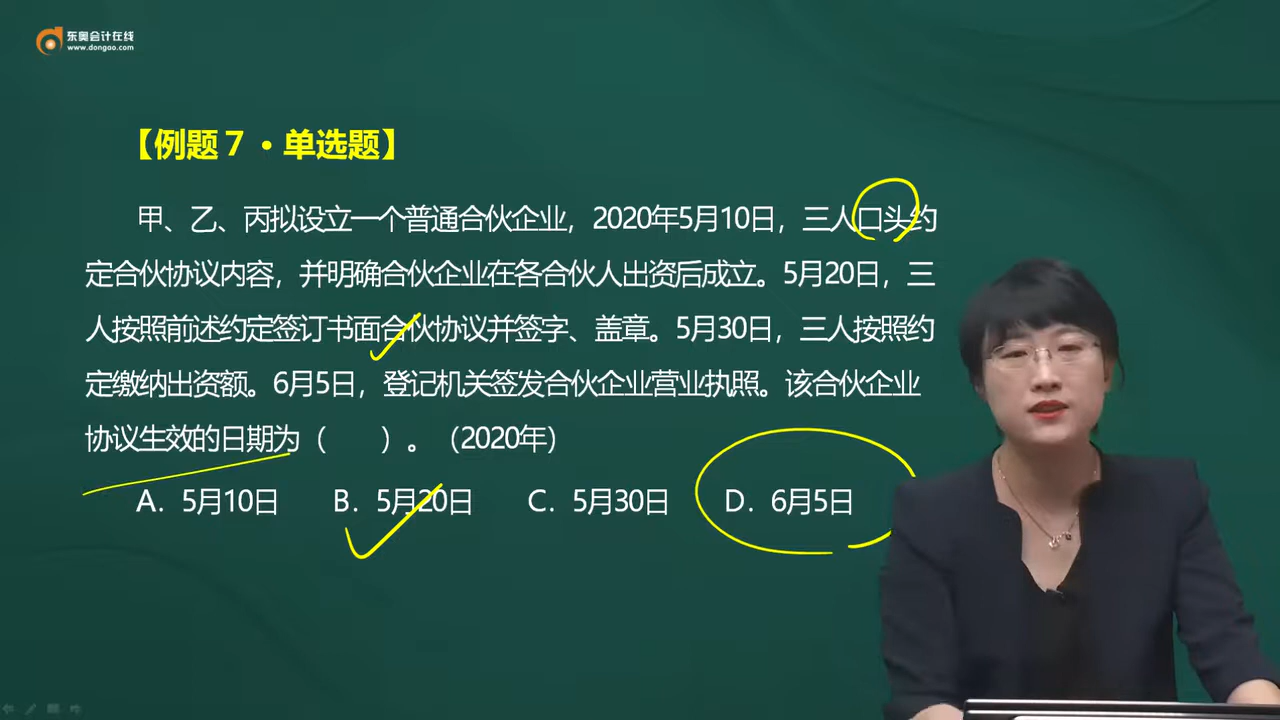 东奥会计在线
www.dongao.com
【例题7·单选题】
甲、乙、丙拟设立一个普通合伙企业，2020年5月10日，三人口头约
定合伙协议内容，并明确合伙企业在各合伙人出资后成立。5月20日，三
人按照前述约定签订书面合伙协议并签字、盖章。5月30日，三人按照约
定缴纳出资额。6月5日，登记机关签发合伙企业营业执照。该合伙企业
协议生效的日期为（　　）。（2020年）
A. 5月10日　B. 5月20日　C. 5月30日　D. 6月5日